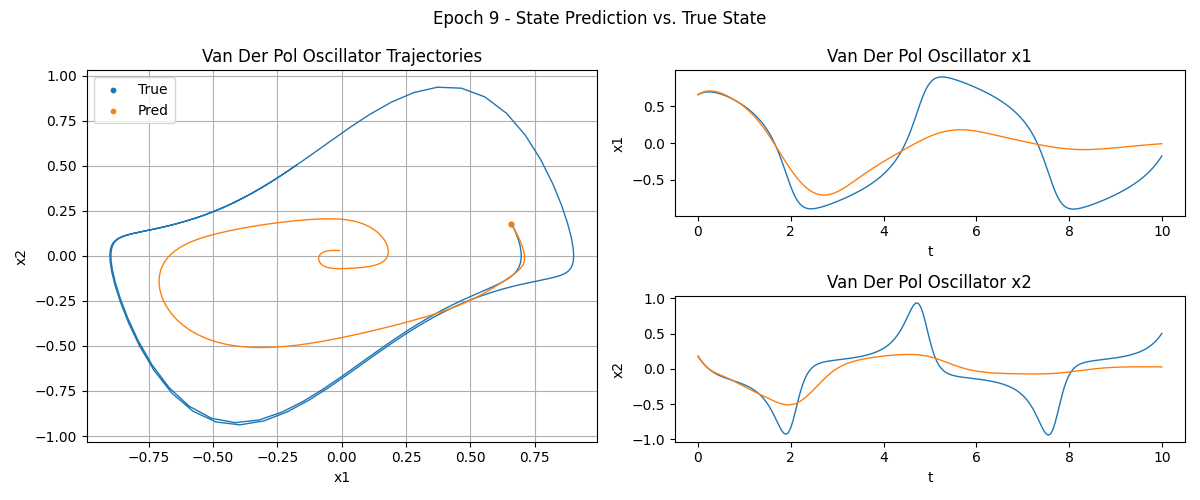 Epoch 9 - State Prediction vs. True State
Van Der Pol Oscillator Trajectories
True
Pred
1.00
0.75
0.50
0.25
0.00
−0.25
−0.50
−0.75
−1.00
x2
−0.75 −0.50 −0.25 0.00 0.25 0.50 0.75
x1
Van Der Pol Oscillator x1
0.5
0.0
−0.5
x1
0 2 4 6 8 10
t
Van Der Pol Oscillator x2
1.0
0.5
0.0
−0.5
−1.0
x2
0 2 4 6 8 10
t